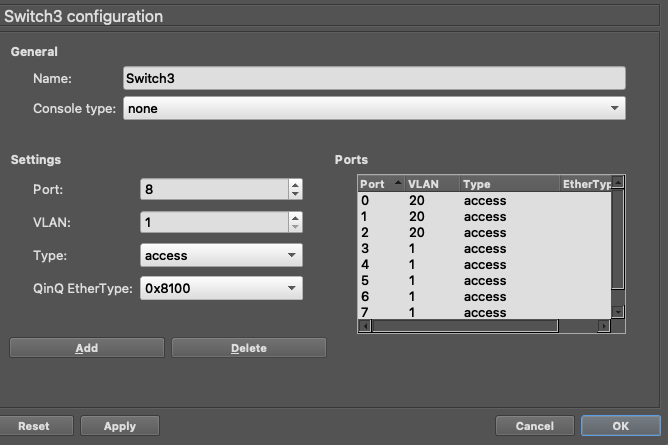 Switch3 configuration
General
Name: Switch3
Console type: none
Settings
Port: 8
VLAN: 1
Type: access
QinQ EtherType: 0x8100
Add Delete
Ports
Port VLAN Type EtherTyp
0 20 access
1 20 access
2 20 access
3 1 access
4 1 access
5 1 access
6 1 access
7 1 access
Reset Apply Cancel OK